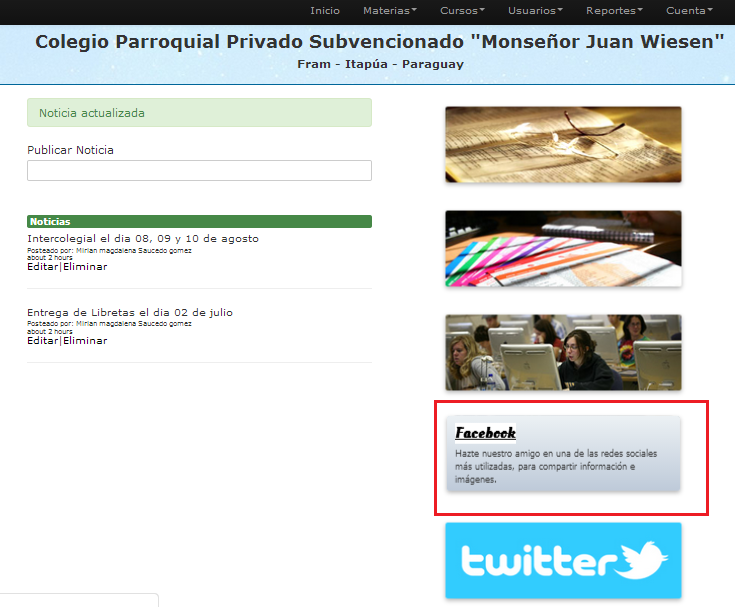 Inicio Materias Cursos Usuarios Reportes Cuenta
Colegio Parroquial Privado Subvencionado "Monseñor Juan Wiesen"
Fram - Itapúa - Paraguay
Noticia actualizada
Publicar Noticia
Noticias
Intercolegial el dia 08, 09 y 10 de agosto
Posteado por: Mirian magdalena Saucedo gomez
about 2 hours
Editar|Eliminar
Entrega de Libretas el dia 02 de julio
Posteado por: Mirian magdalena Saucedo gomez
about 2 hours
Editar|Eliminar
Facebook
Hazte nuestro amigo en una de las redes sociales
más utilizadas, para compartir información e
imágenes.
twitter